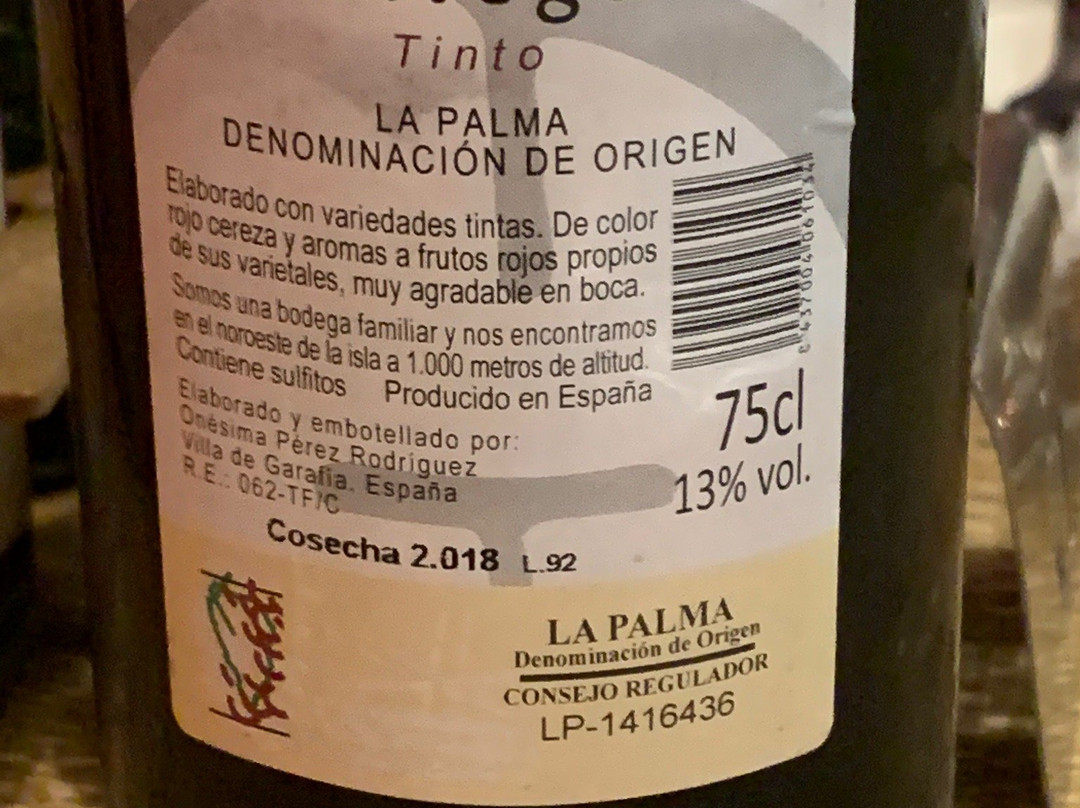 Tinto
LA PALMA
DENOMINACIÓN DE ORIGEN
Elaborado con variedades tintas. De color
rojo cereza y aromas a frutos rojos propios
de sus varietales, muy agradable en boca.
Somos una bodega familiar y nos encontramos
en el noroeste de la isla a 1.000 metros de altitud.
Contiene sulfitos Producido en España
Elaborado y embotellado por:
Onésima Pérez Rodríguez
Villa de Garafía. España
R.E.: 062-TF/C
75cl
13% vol.
Cosecha 2.018 L.92
LA PALMA
Denominación de Origen
CONSEJO REGULADOR
LP-1416436